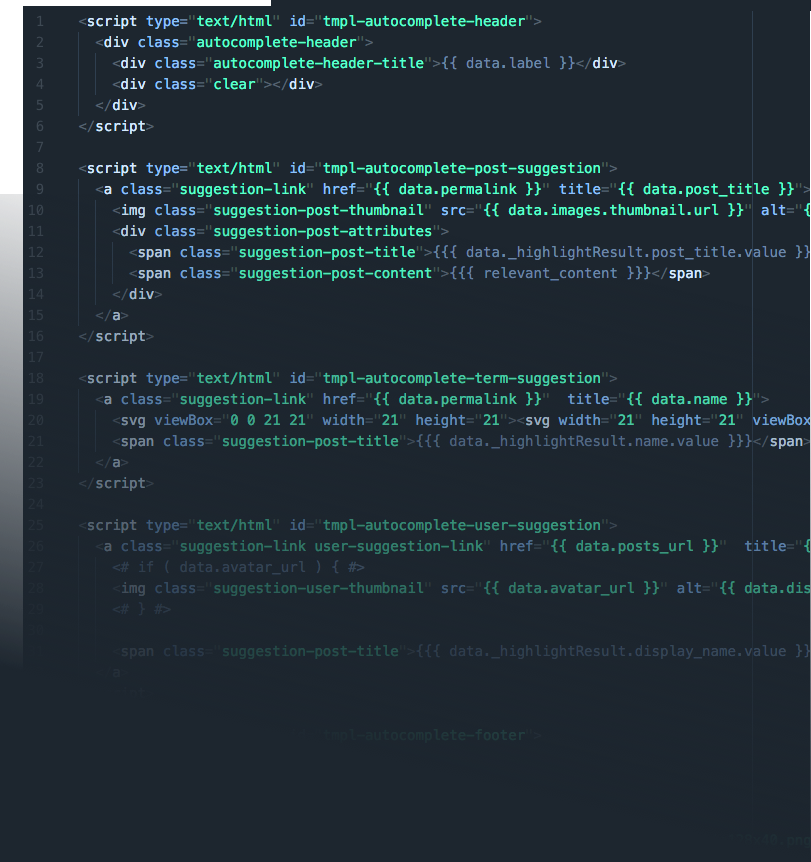 1 <script type="text/html" id="tmpl-autocomplete-header">
2 <div class="autocomplete-header">
3 <div class="autocomplete-header-title">{{ data.label }}</div>
4 <div class="clear"></div>
5 </div>
6 </script>
7
8 <script type="text/html" id="tmpl-autocomplete-post-suggestion">
9 <a class="suggestion-link" href="{{ data.permalink }}" title="{{ data.post_title }}">
10 <img class="suggestion-post-thumbnail" src="{{ data.images.thumbnail.url }}" alt="{
11 <div class="suggestion-post-attributes">
12 <span class="suggestion-post-title">{{{ data._highlightResult.post_title.value }}
13 <span class="suggestion-post-content">{{{ relevant_content }}}</span>
14 </div>
15 </a>
16 </script>
17
18 <script type="text/html" id="tmpl-autocomplete-term-suggestion">
19 <a class="suggestion-link" href="{{ data.permalink }}"  title="{{ data.name }}">
20 <svg viewBox="0 0 21 21" width="21" height="21"><svg width="21" height="21" viewBox
21 <span class="suggestion-post-title">{{{ data._highlightResult.name.value }}}</span>
22 </a>
23 </script>
24
25 <script type="text/html" id="tmpl-autocomplete-user-suggestion">
26 <a class="suggestion-link user-suggestion-link" href="{{ data.posts_url }}"  title="{
27 <# if ( data.avatar_url ) { #>
28 <img class="suggestion-user-thumbnail" src="{{ data.avatar_url }}" alt="{{ data.dis
<# } #>
<span class="suggestion-post-title">{{{ data._highlightResult.display_name.value }}
a
tmpl-autocomplete-footer">